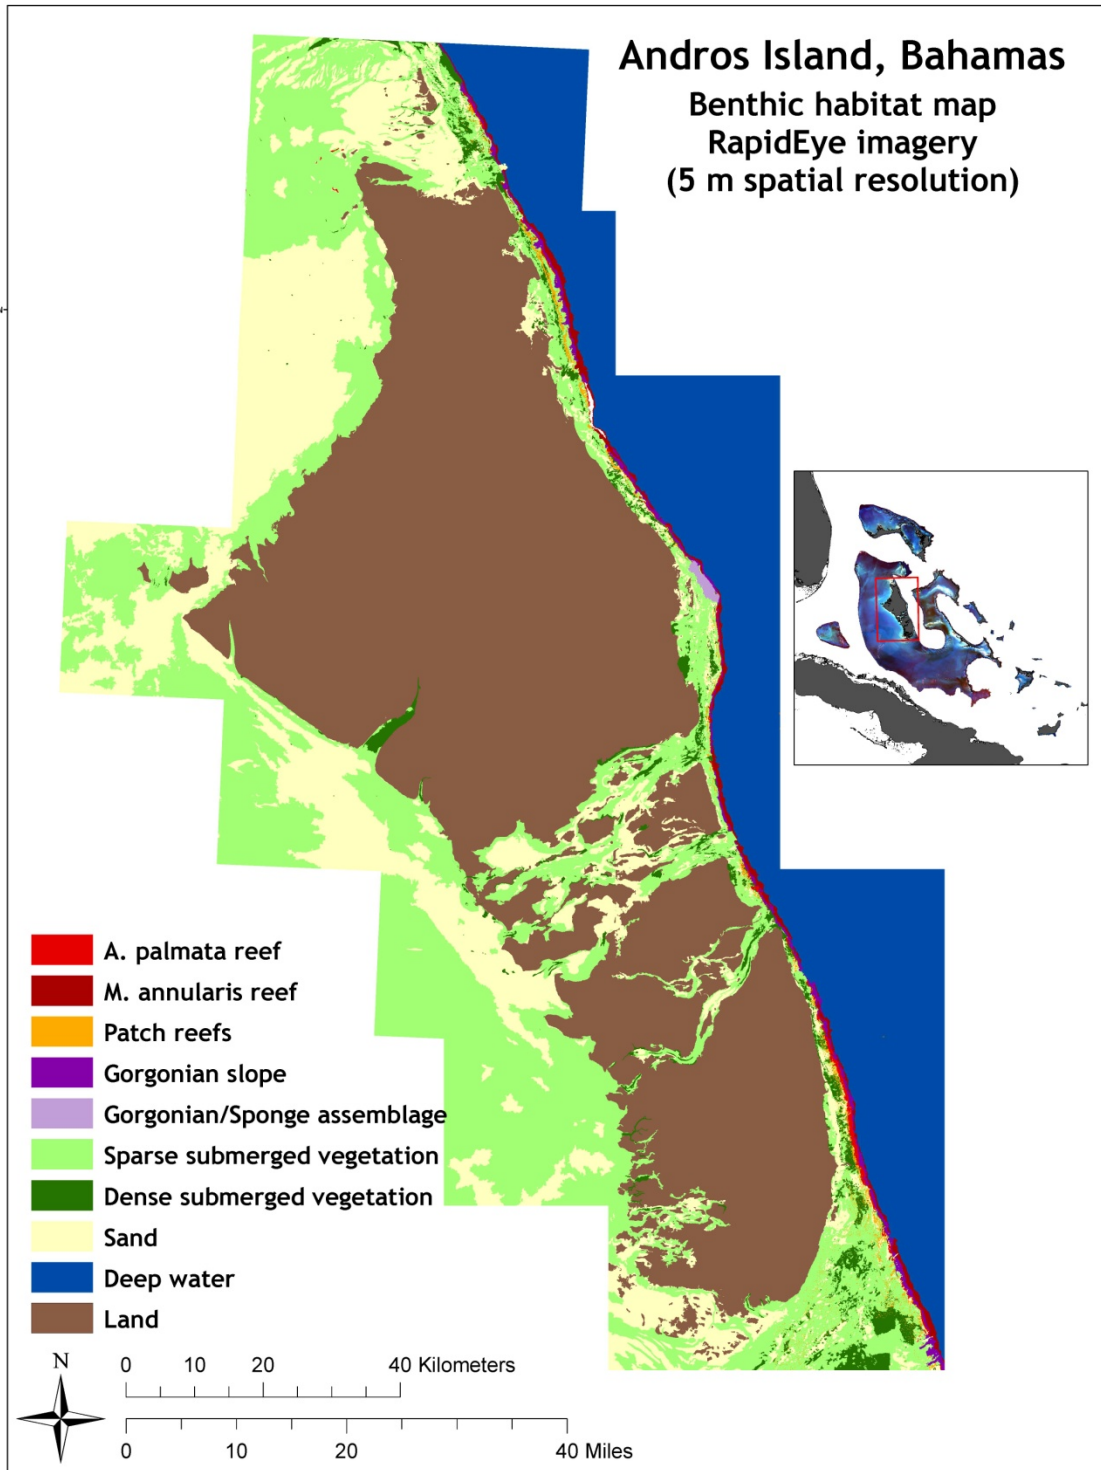 Andros Island, Bahamas
Benthic habitat map
RapidEye imagery
(5 m spatial resolution)
A. palmata reef
M. annularis reef
Patch reefs
Gorgonian slope
Gorgonian/Sponge assemblage
Sparse submerged vegetation
Dense submerged vegetation
Sand
Deep water
Land
N
0 10 20 40 Kilometers
0 10 20 40 Miles